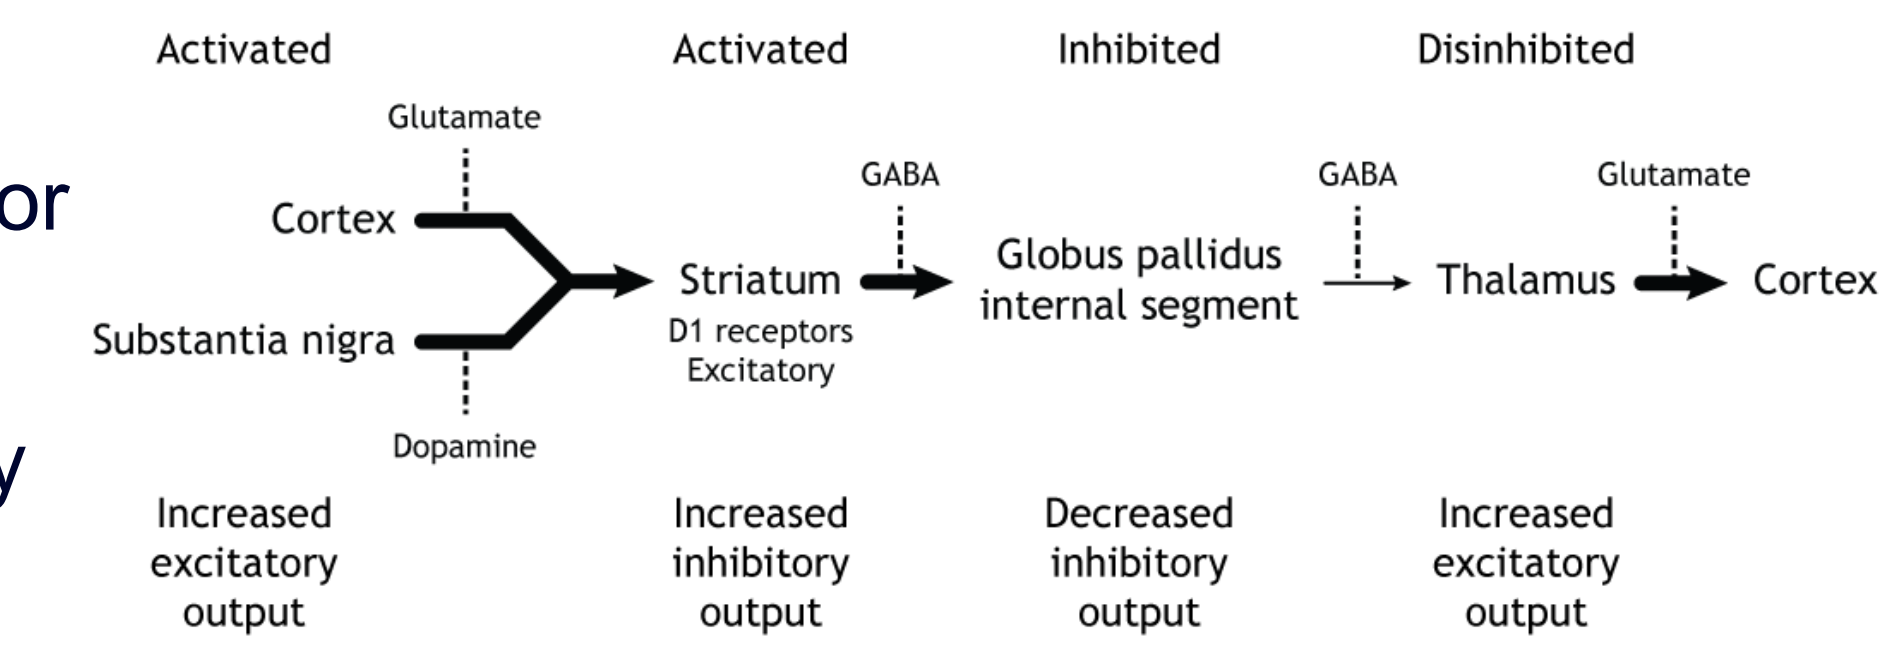 Activated Activated Inhibited Disinhibited
Glutamate
GABA GABA Glutamate
or
Cortex
Striatum
D1 receptors
Excitatory
Globus pallidus
internal segment
Thalamus
Cortex
Substantia nigra
Dopamine
y
Increased
excitatory
output
Increased
inhibitory
output
Decreased
inhibitory
output
Increased
excitatory
output